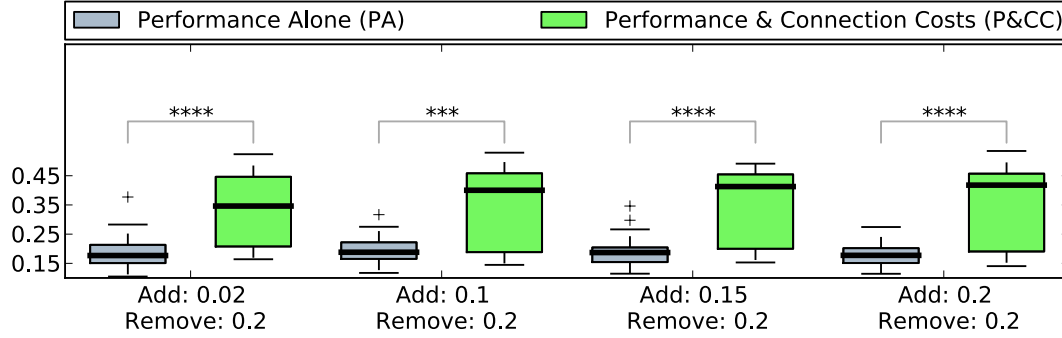 Performance Alone (PA) Performance & Connection Costs (P&CC)
**** *** **** ****
0.45
0.35
0.25
0.15
Add: 0.02 Add: 0.1 Add: 0.15 Add: 0.2
Remove: 0.2 Remove: 0.2 Remove: 0.2 Remove: 0.2